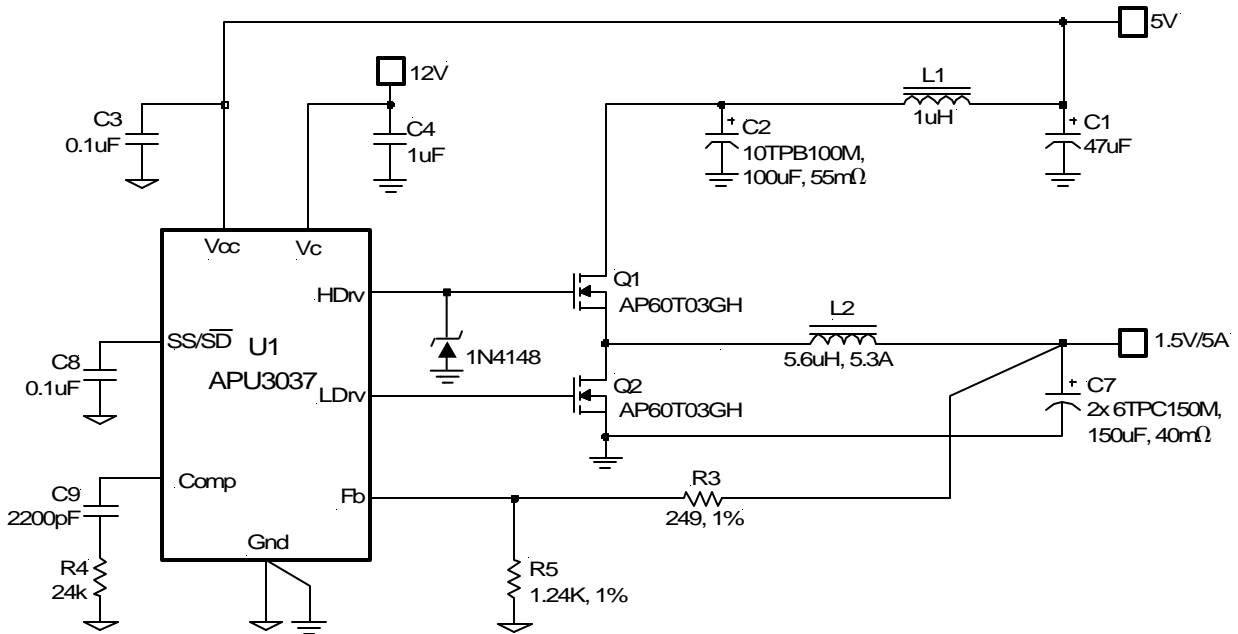 5V
12V
L1
1uH
C3
0.1uF
C4
1uF
+ C2
10TPB100M,
100uF, 55mΩ
+ C1
47uF
Vcc
Vc
HDrv
Q1
AP60T03GH
L2
5.6uH, 5.3A
1.5V/5A
SS/SD
U1
APU3037
1N4148
C8
0.1uF
LDrv
Q2
AP60T03GH
+ C7
2x 6TPC150M,
150uF, 40mΩ
C9
2200pF
Comp
Fb
R3
249, 1%
Gnd
R4
24k
R5
1.24K, 1%